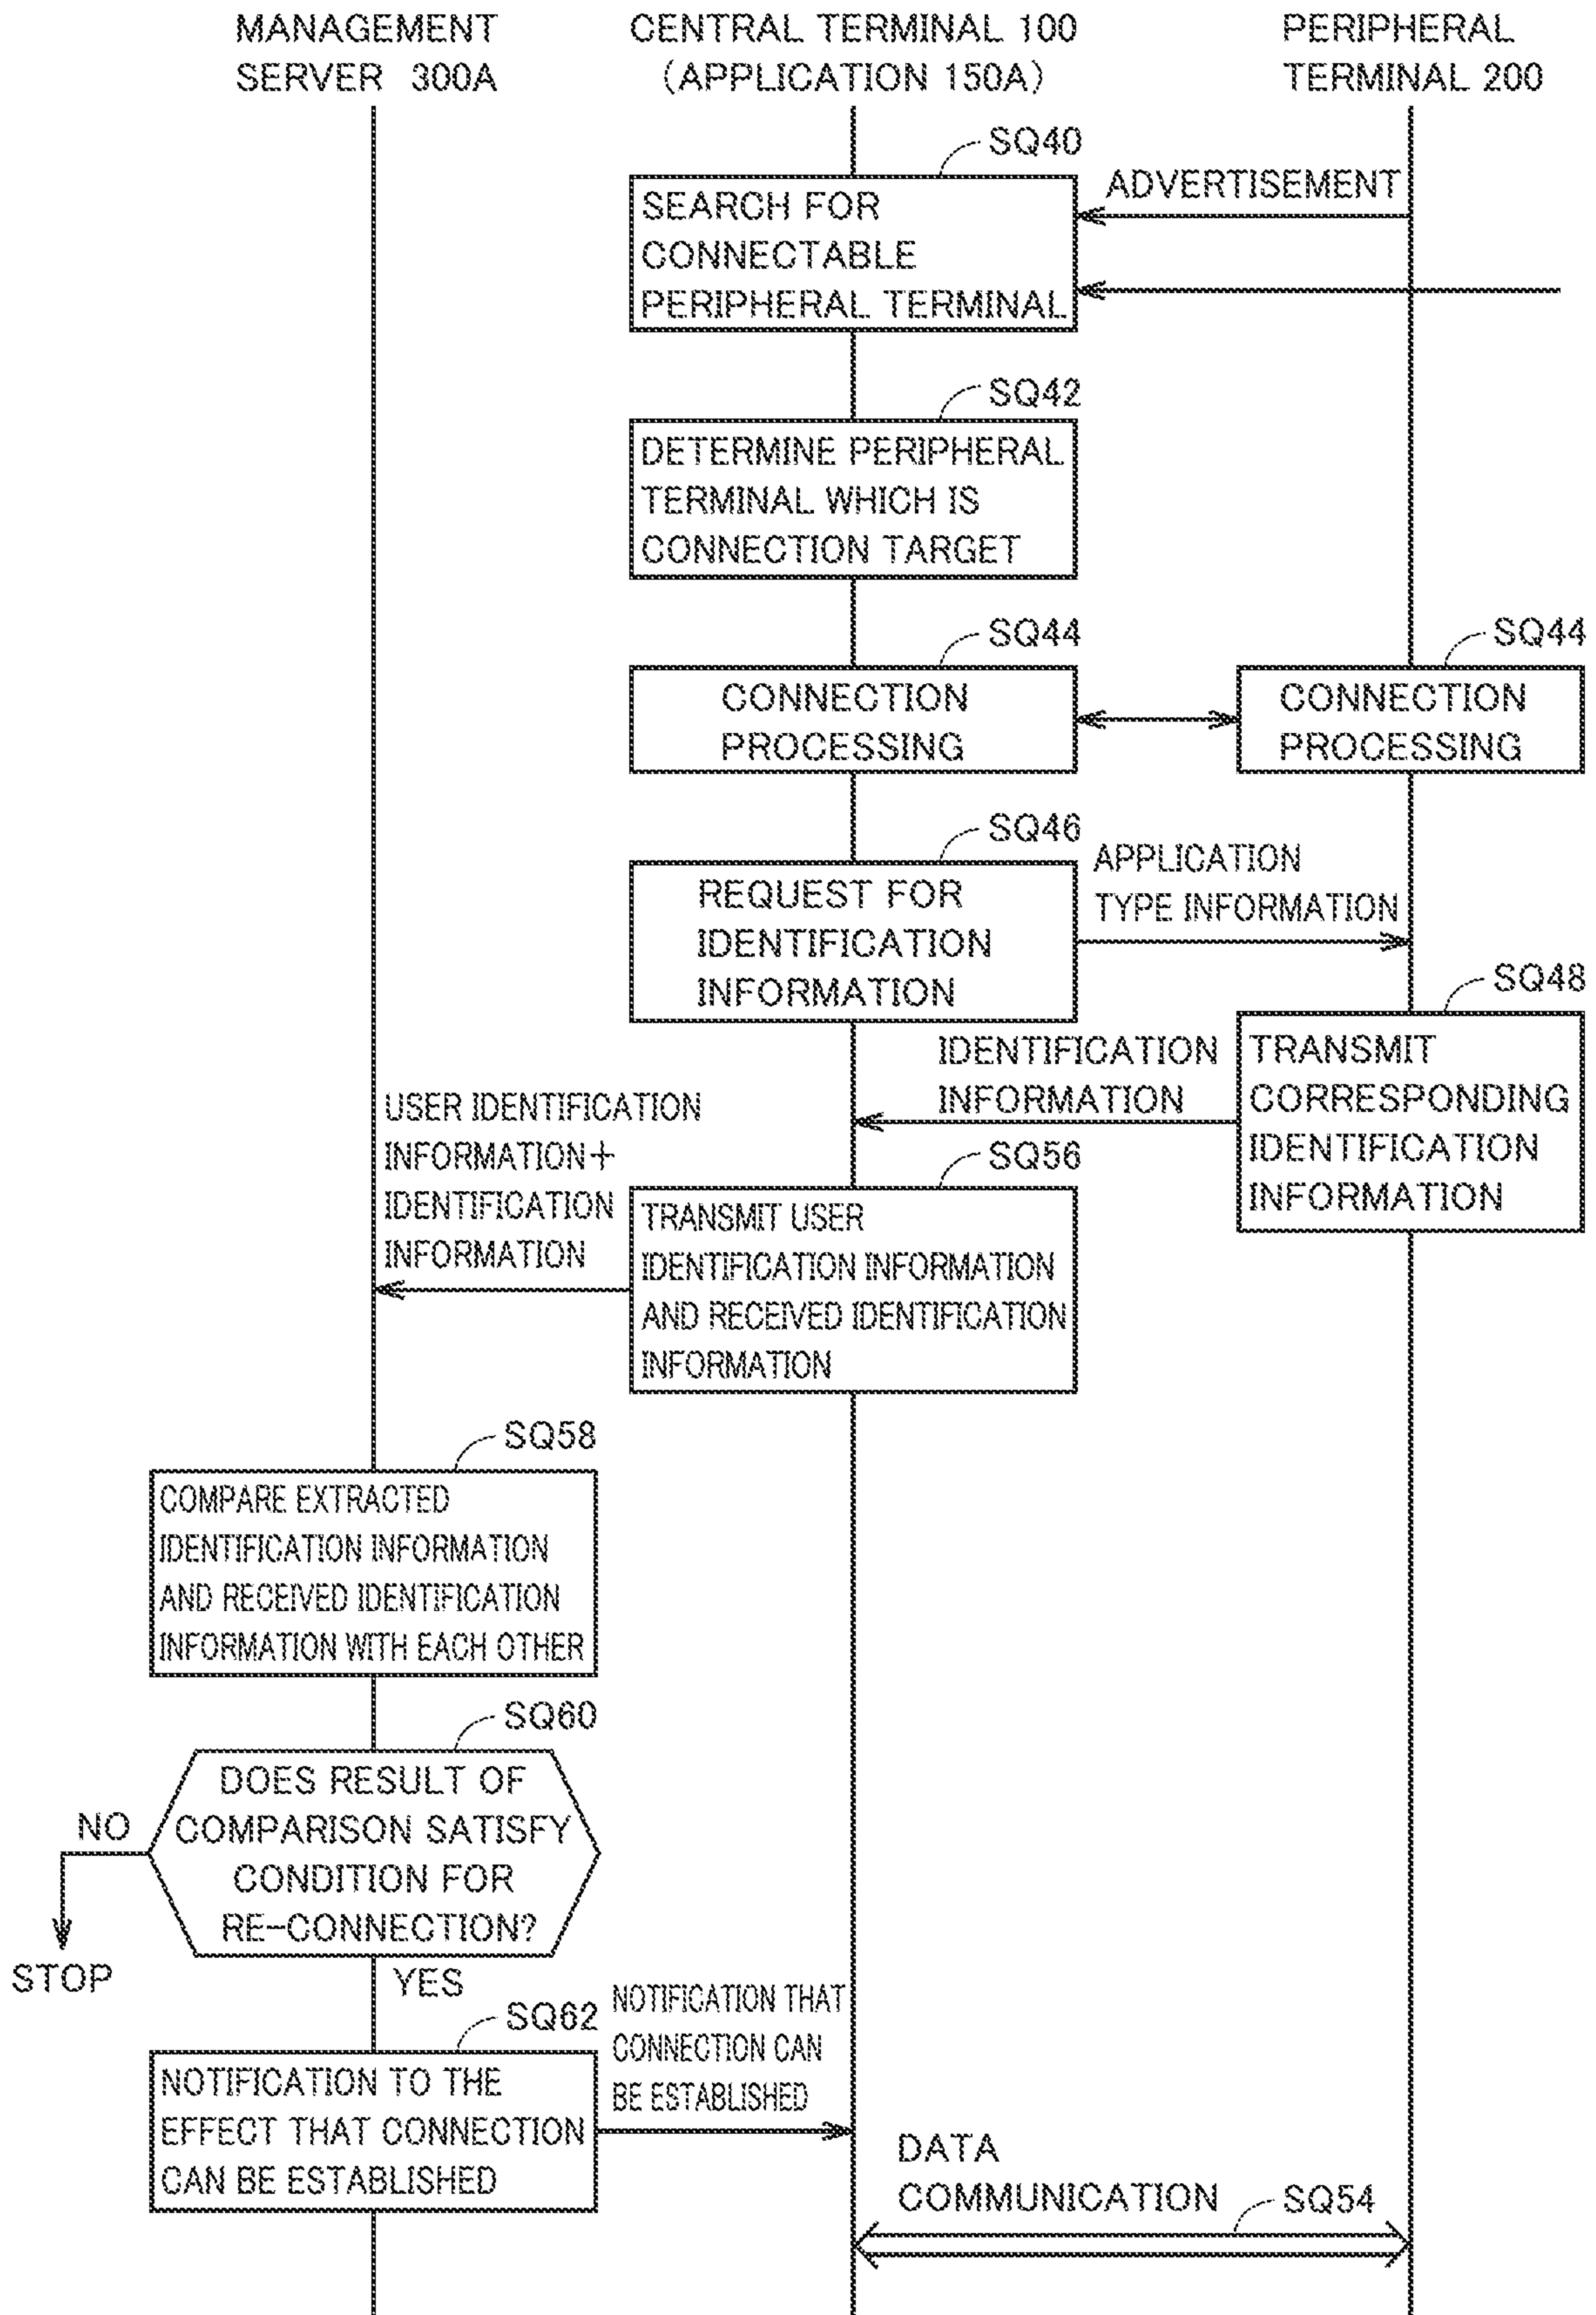 MANAGEMENT
SERVER 300A
CENTRAL TERMINAL 100
(APPLICATION 150A)
PERIPHERAL
TERMINAL 200
SQ40
SEARCH FOR
CONNECTABLE
PERIPHERAL TERMINAL
ADVERTISEMENT
SQ42
DETERMINE PERIPHERAL
TERMINAL WHICH IS
CONNECTION TARGET
SQ44
CONNECTION
PROCESSING
SQ44
CONNECTION
PROCESSING
SQ46
REQUEST FOR
IDENTIFICATION
INFORMATION
APPLICATION
TYPE INFORMATION
SQ48
TRANSMIT
CORRESPONDING
IDENTIFICATION
INFORMATION
IDENTIFICATION
INFORMATION
SQ56
TRANSMIT USER
IDENTIFICATION INFORMATION
AND RECEIVED IDENTIFICATION
INFORMATION
USER IDENTIFICATION
INFORMATION+
IDENTIFICATION
INFORMATION
SQ58
COMPARE EXTRACTED
IDENTIFICATION INFORMATION
AND RECEIVED IDENTIFICATION
INFORMATION WITH EACH OTHER
SQ60
DOES RESULT OF
COMPARISON SATISFY
CONDITION FOR
RE-CONNECTION?
NO
STOP
YES
SQ62
NOTIFICATION TO THE
EFFECT THAT CONNECTION
CAN BE ESTABLISHED
NOTIFICATION THAT
CONNECTION CAN
BE ESTABLISHED
DATA
COMMUNICATION
SQ54